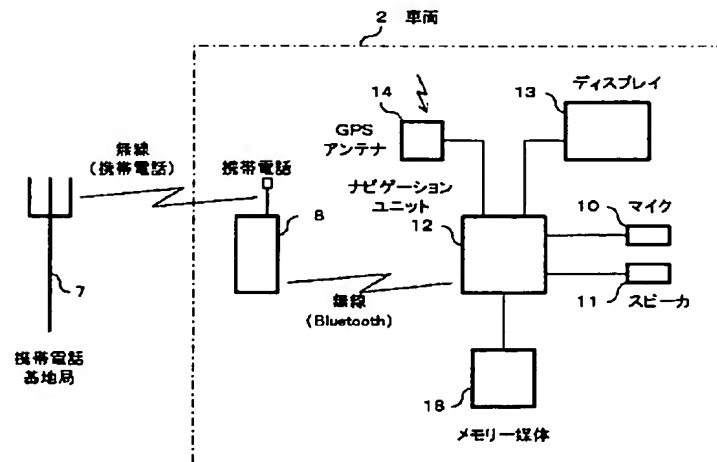 2 車両
14
GPS
アンテナ
ディスプレイ
13
無線
(携帯電話)
携帯電話
8
ナビゲーション
ユニット
12
10 マイク
11 スピーカ
7
無線
(Bluetooth)
携帯電話
基地局
18
メモリー媒体